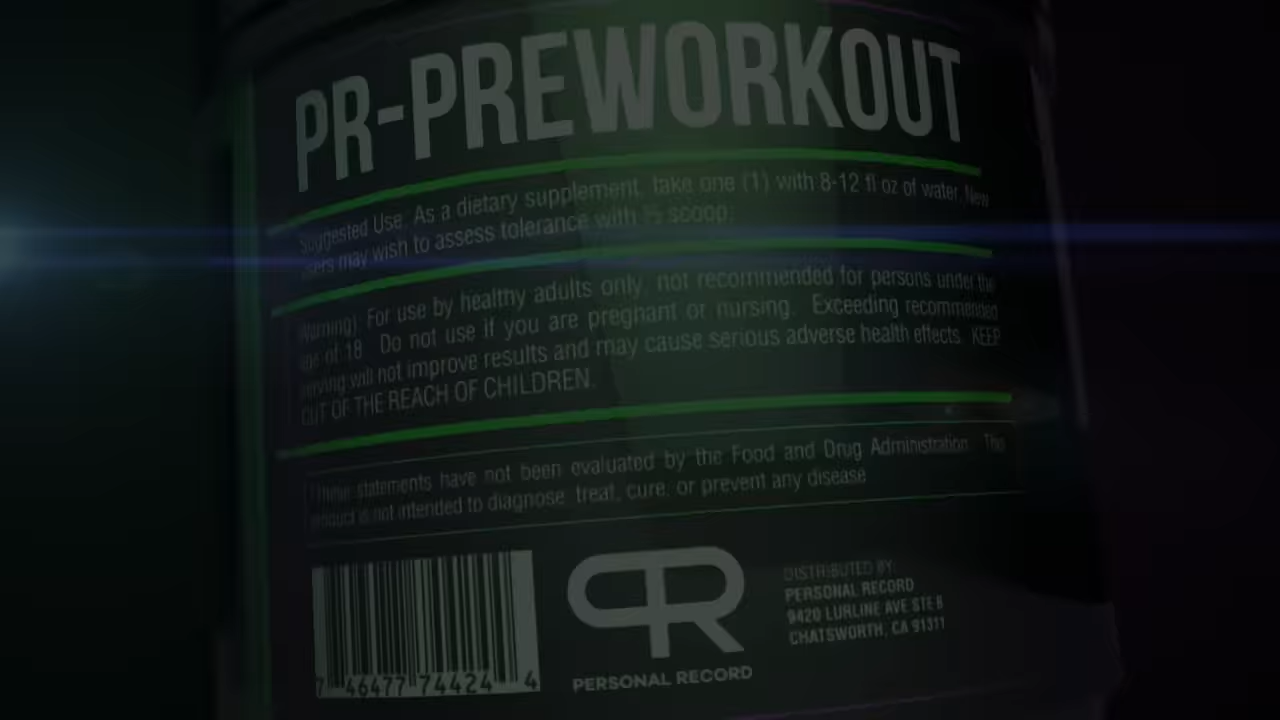 PR-PREWORKOUT
Suggested Use: As a dietary supplement, take one (1) with 8-12 fl oz of water. New
users may wish to assess tolerance with ½ scoop.
(Warning): For use by healthy adults only, not recommended for persons under the
age of 18. Do not use if you are pregnant or nursing. Exceeding recommended
serving will not improve results and may cause serious adverse health effects. KEEP
OUT OF THE REACH OF CHILDREN.
These statements have not been evaluated by the Food and Drug Administration. This
product is not intended to diagnose, treat, cure, or prevent any disease
7 46477 74424 4
PR
PERSONAL RECORD
DISTRIBUTED BY:
PERSONAL RECORD
9420 LURLINE AVE STE B
CHATSWORTH, CA 91311